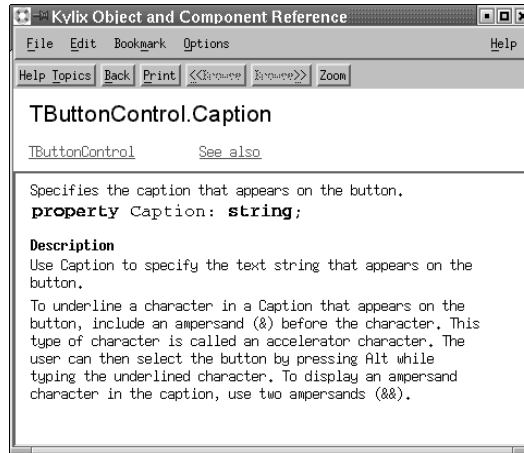 Kylix Object and Component Reference
File Edit Bookmark Options Help
Help Topics Back Print <<Browse Browse>> Zoom
TButtonControl.Caption
TButtonControl See also
Specifies the caption that appears on the button.
property Caption: string;
Description
Use Caption to specify the text string that appears on the
button.
To underline a character in a Caption that appears on the
button, include an ampersand (&) before the character. This
type of character is called an accelerator character. The
user can then select the button by pressing Alt while
typing the underlined character. To display an ampersand
character in the caption, use two ampersands (&&).